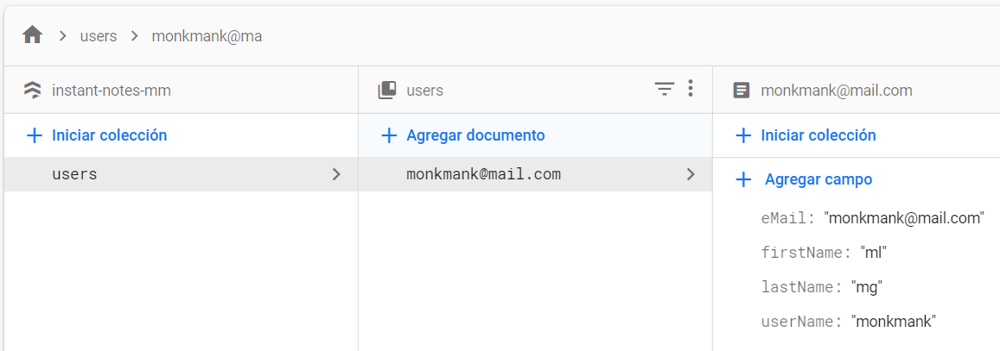 users monkmank@ma
instant-notes-mm
users
monkmank@mail.com
Iniciar colección
Agregar documento
Iniciar colección
users
monkmank@mail.com
Agregar campo
eMail: "monkmank@mail.com"
firstName: "ml"
lastName: "mg"
userName: "monkmank"